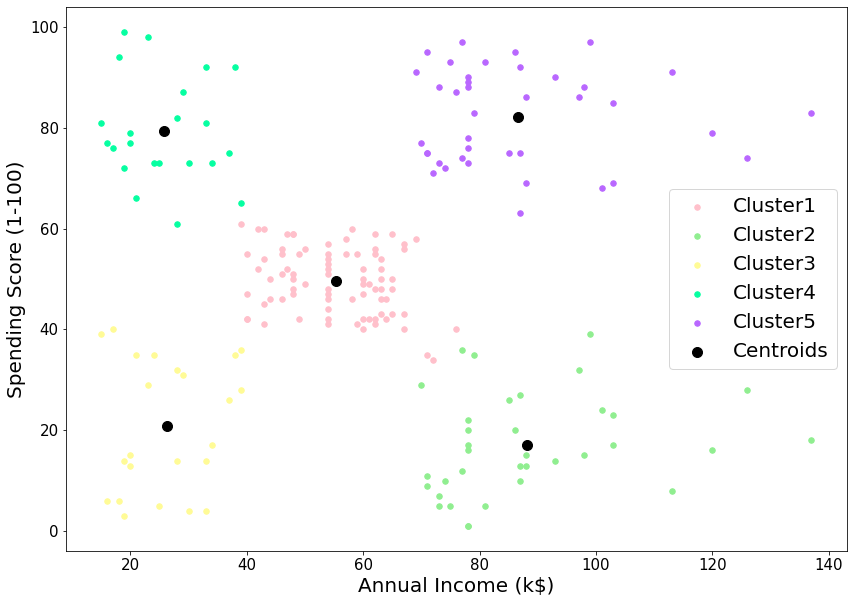 100
80
60
40
20
0
Spending Score (1-100)
Cluster1
Cluster2
Cluster3
Cluster4
Cluster5
Centroids
20 40 60 80 100 120 140
Annual Income (k$)